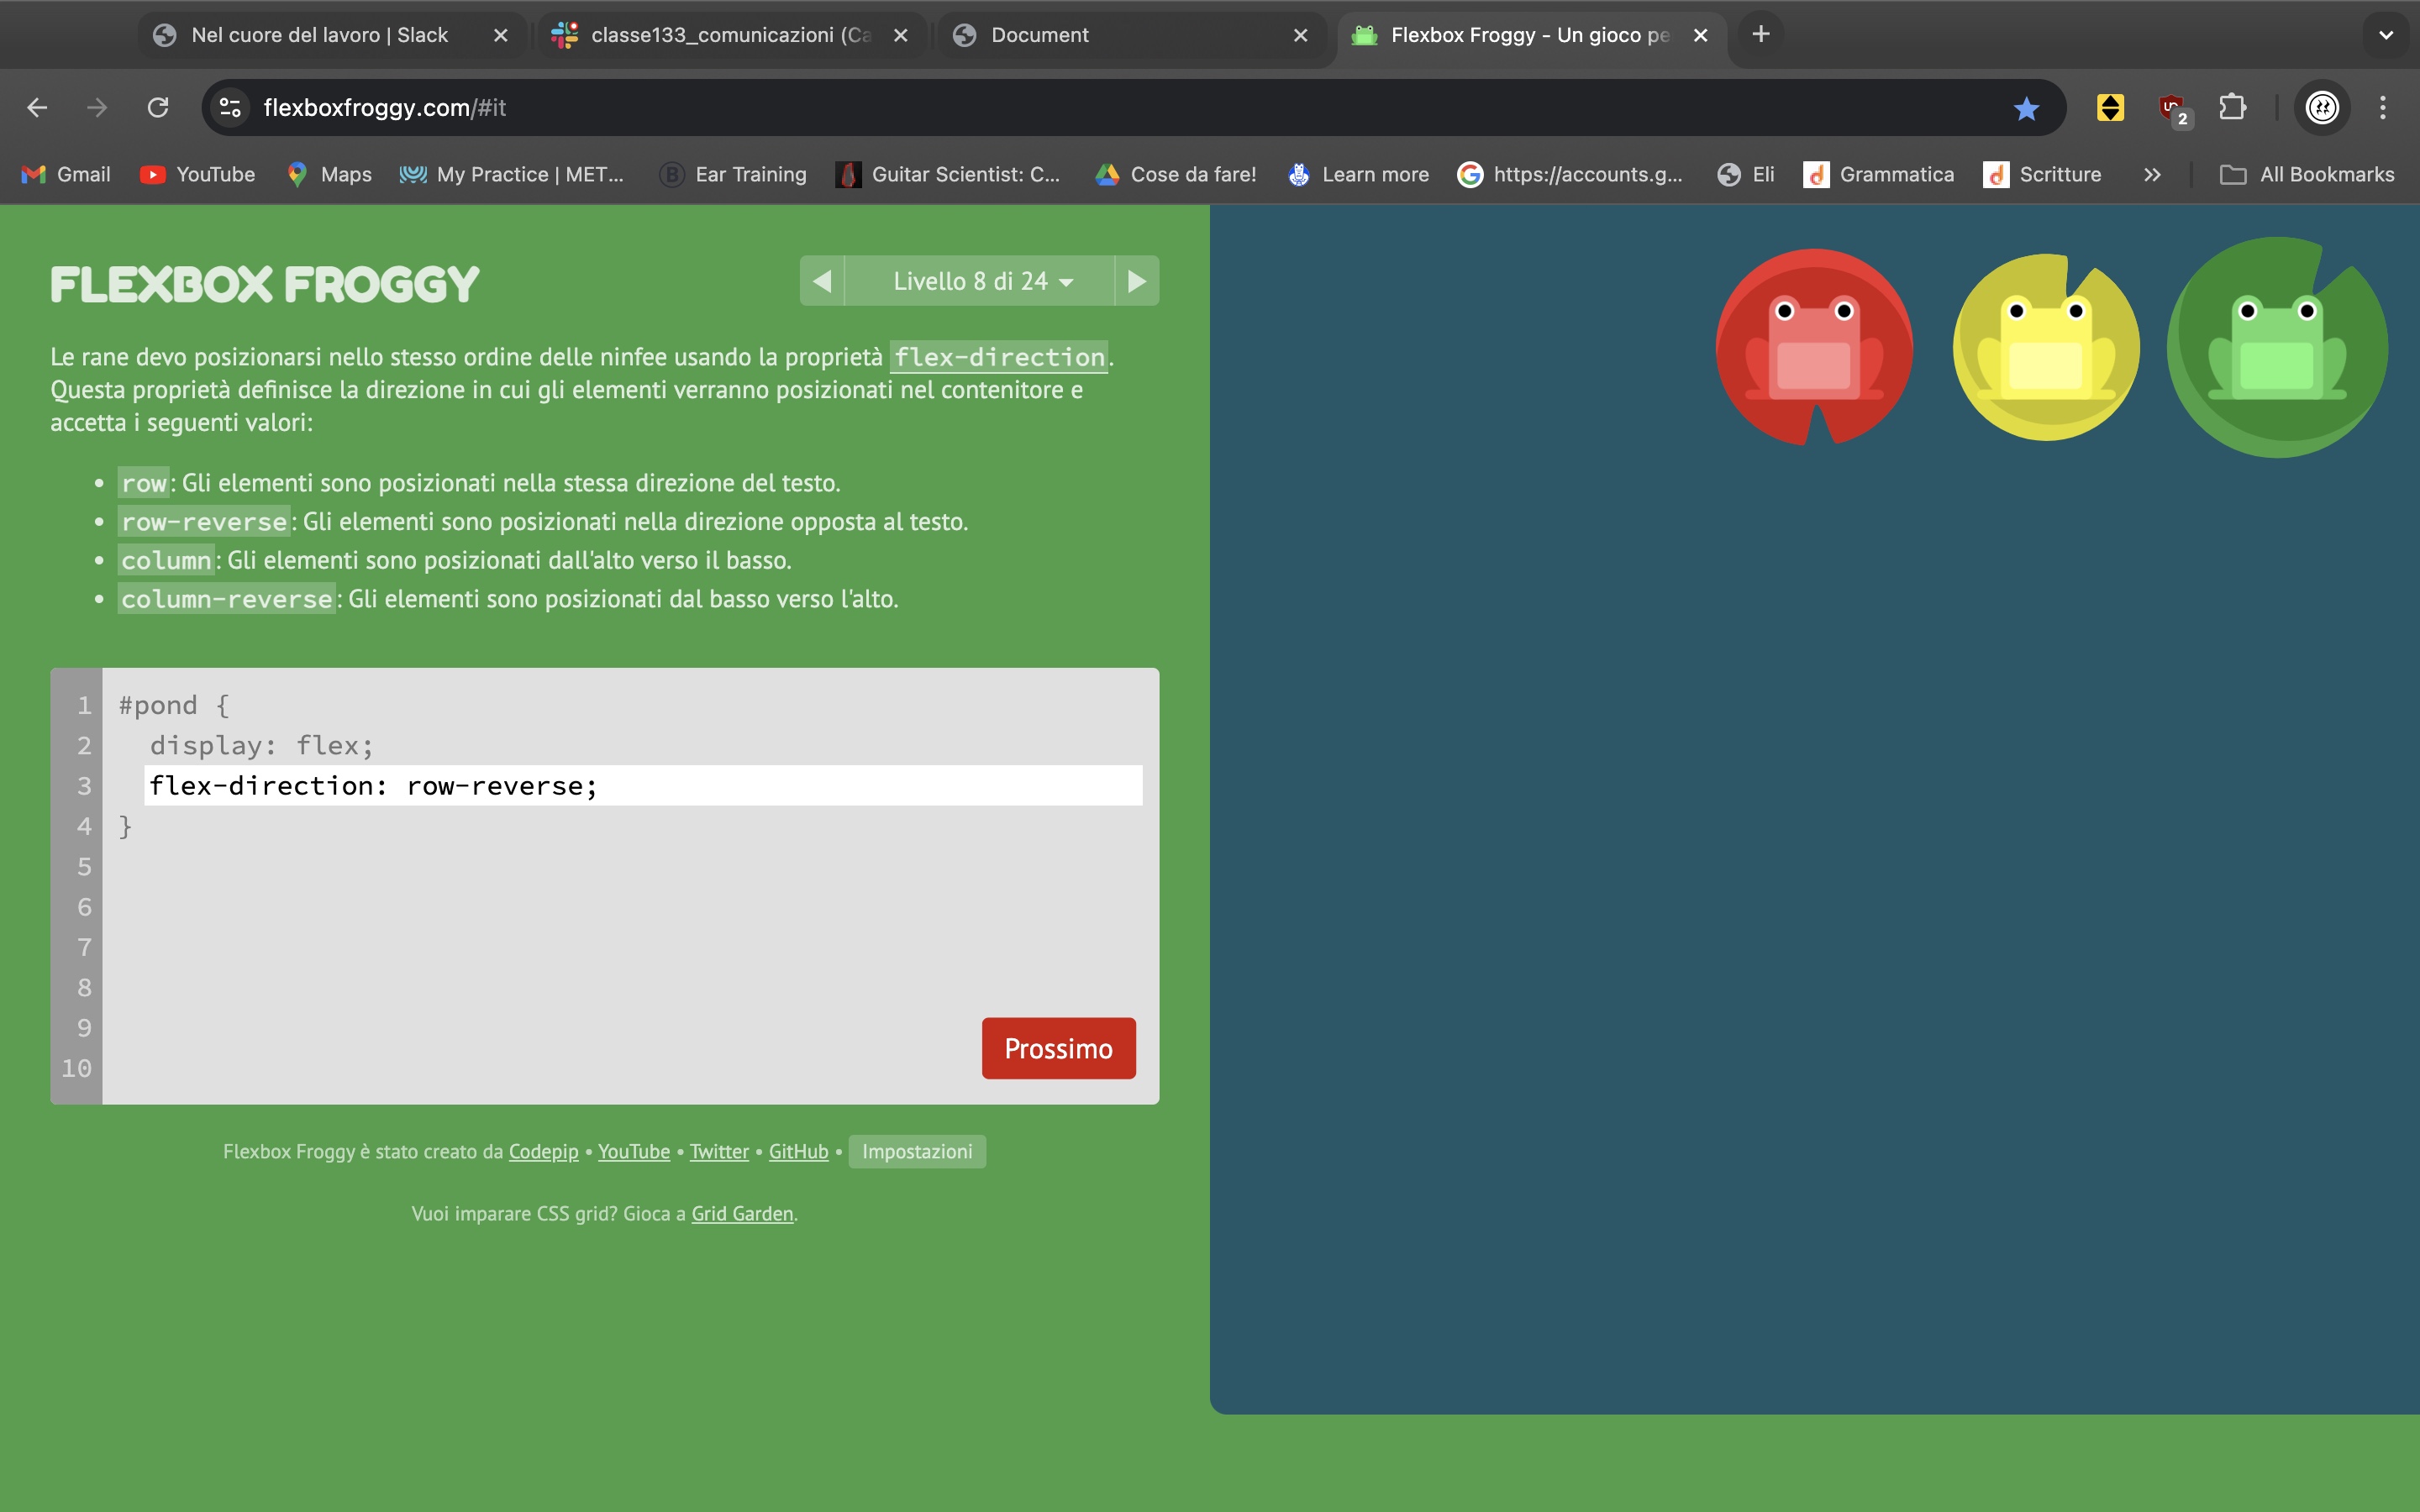 Nel cuore del lavoro | Slack
classe133_comunicazioni (Ca
Document
Flexbox Froggy - Un gioco pe
flexboxfroggy.com/#it
2
Gmail
YouTube
Maps
My Practice | MET...
Ear Training
Guitar Scientist: C...
Cose da fare!
Learn more
https://accounts.g...
Eli
Grammatica
Scritture
All Bookmarks
FLEXBOX FROGGY
Livello 8 di 24
Le rane devo posizionarsi nello stesso ordine delle ninfee usando la proprietà flex-direction.
Questa proprietà definisce la direzione in cui gli elementi verranno posizionati nel contenitore e
accetta i seguenti valori:
• row: Gli elementi sono posizionati nella stessa direzione del testo.
• row-reverse: Gli elementi sono posizionati nella direzione opposta al testo.
• column: Gli elementi sono posizionati dall'alto verso il basso.
• column-reverse: Gli elementi sono posizionati dal basso verso l'alto.
1 #pond {
2 display: flex;
3 flex-direction: row-reverse;
4 }
5
6
7
8
9
10
Prossimo
Flexbox Froggy è stato creato da Codepip • YouTube • Twitter • GitHub • Impostazioni
Vuoi imparare CSS grid? Gioca a Grid Garden.